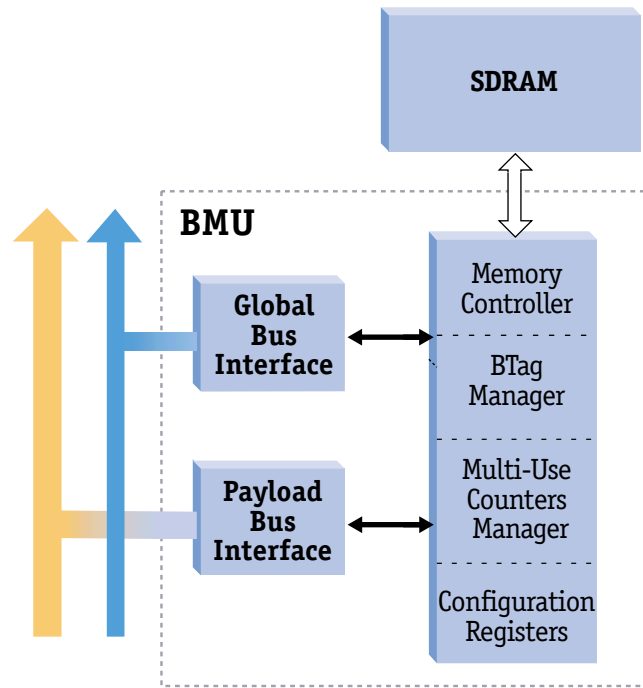 SDRAM
BMU
Global
Bus
Interface
Payload
Bus
Interface
Memory
Controller
BTag
Manager
Multi-Use
Counters
Manager
Configuration
Registers